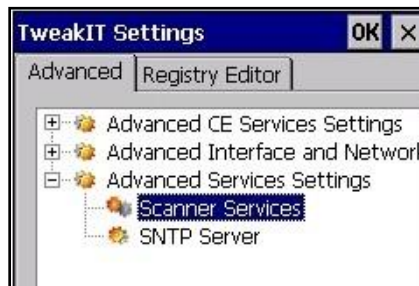 TweakIT Settings OK ×
Advanced Registry Editor
Advanced CE Services Settings
Advanced Interface and Network
Advanced Services Settings
Scanner Services
SNTP Server